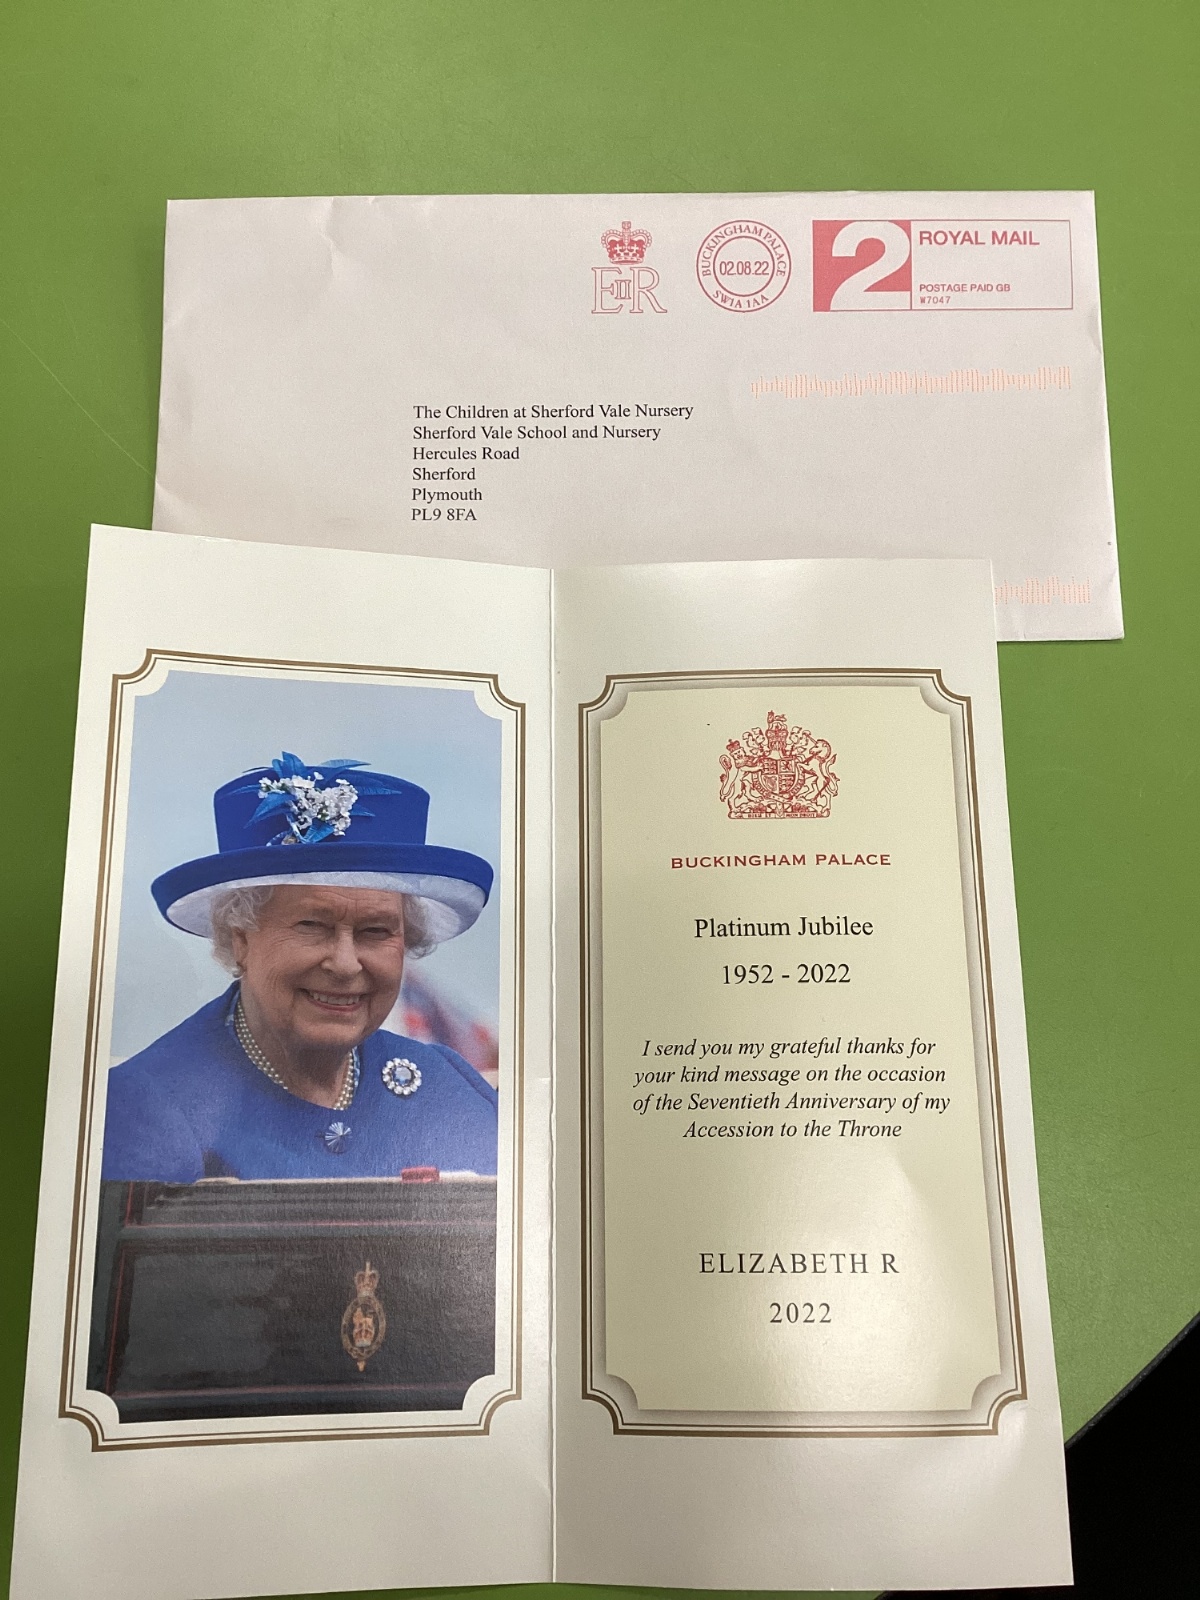 EIIR
BUCKINGHAM PALACE
02.08.22
SW1A 1AA
2
ROYAL MAIL
POSTAGE PAID GB
W7047
The Children at Sherford Vale Nursery
Sherford Vale School and Nursery
Hercules Road
Sherford
Plymouth
PL9 8FA
BUCKINGHAM PALACE
Platinum Jubilee
1952 - 2022
I send you my grateful thanks for
your kind message on the occasion
of the Seventieth Anniversary of my
Accession to the Throne
ELIZABETH R
2022